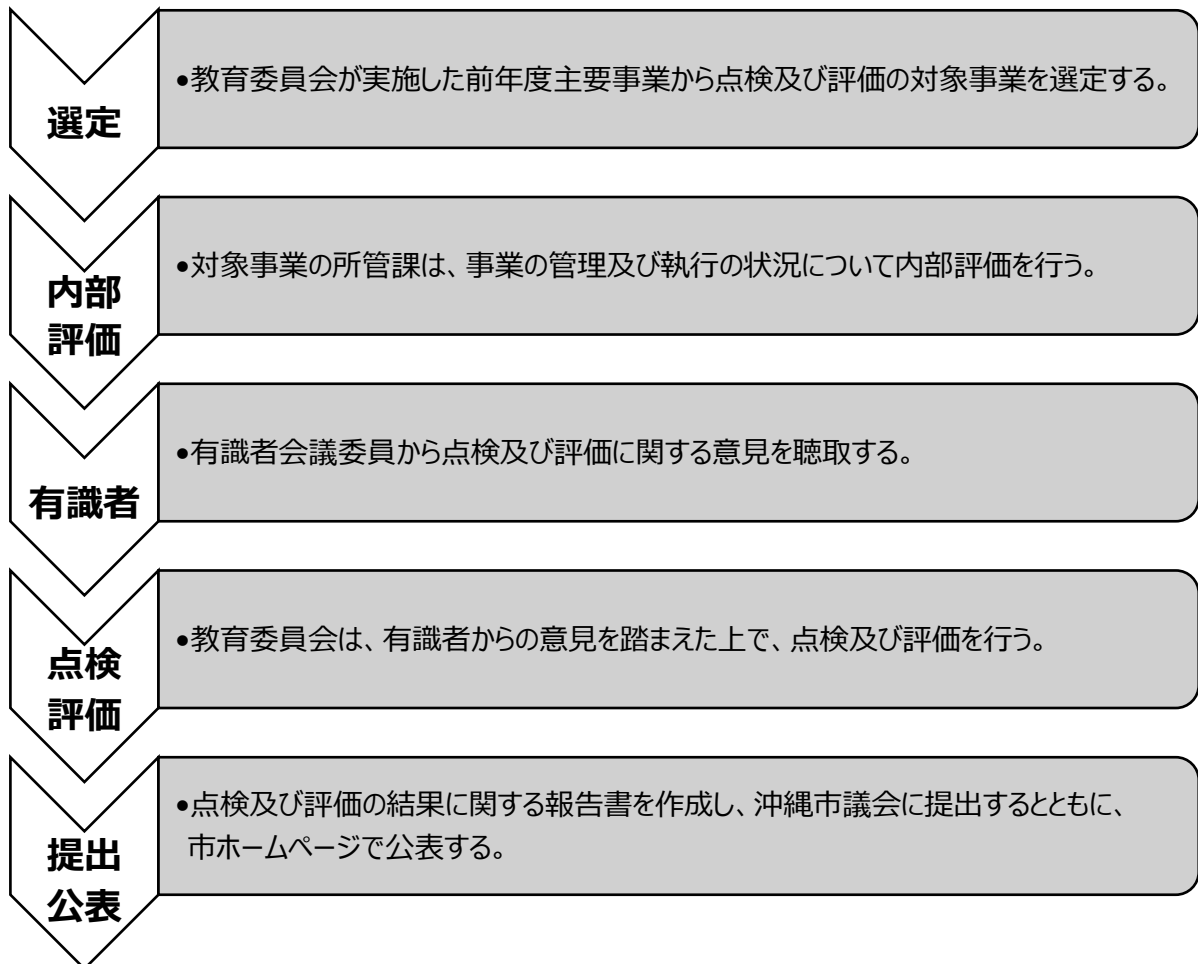 選定
•教育委員会が実施した前年度主要事業から点検及び評価の対象事業を選定する。
内部
評価
•対象事業の所管課は、事業の管理及び執行の状況について内部評価を行う。
有識者
•有識者会議委員から点検及び評価に関する意見を聴取する。
点検
評価
•教育委員会は、有識者からの意見を踏まえた上で、点検及び評価を行う。
提出
公表
•点検及び評価の結果に関する報告書を作成し、沖縄市議会に提出するとともに、
市ホームページで公表する。